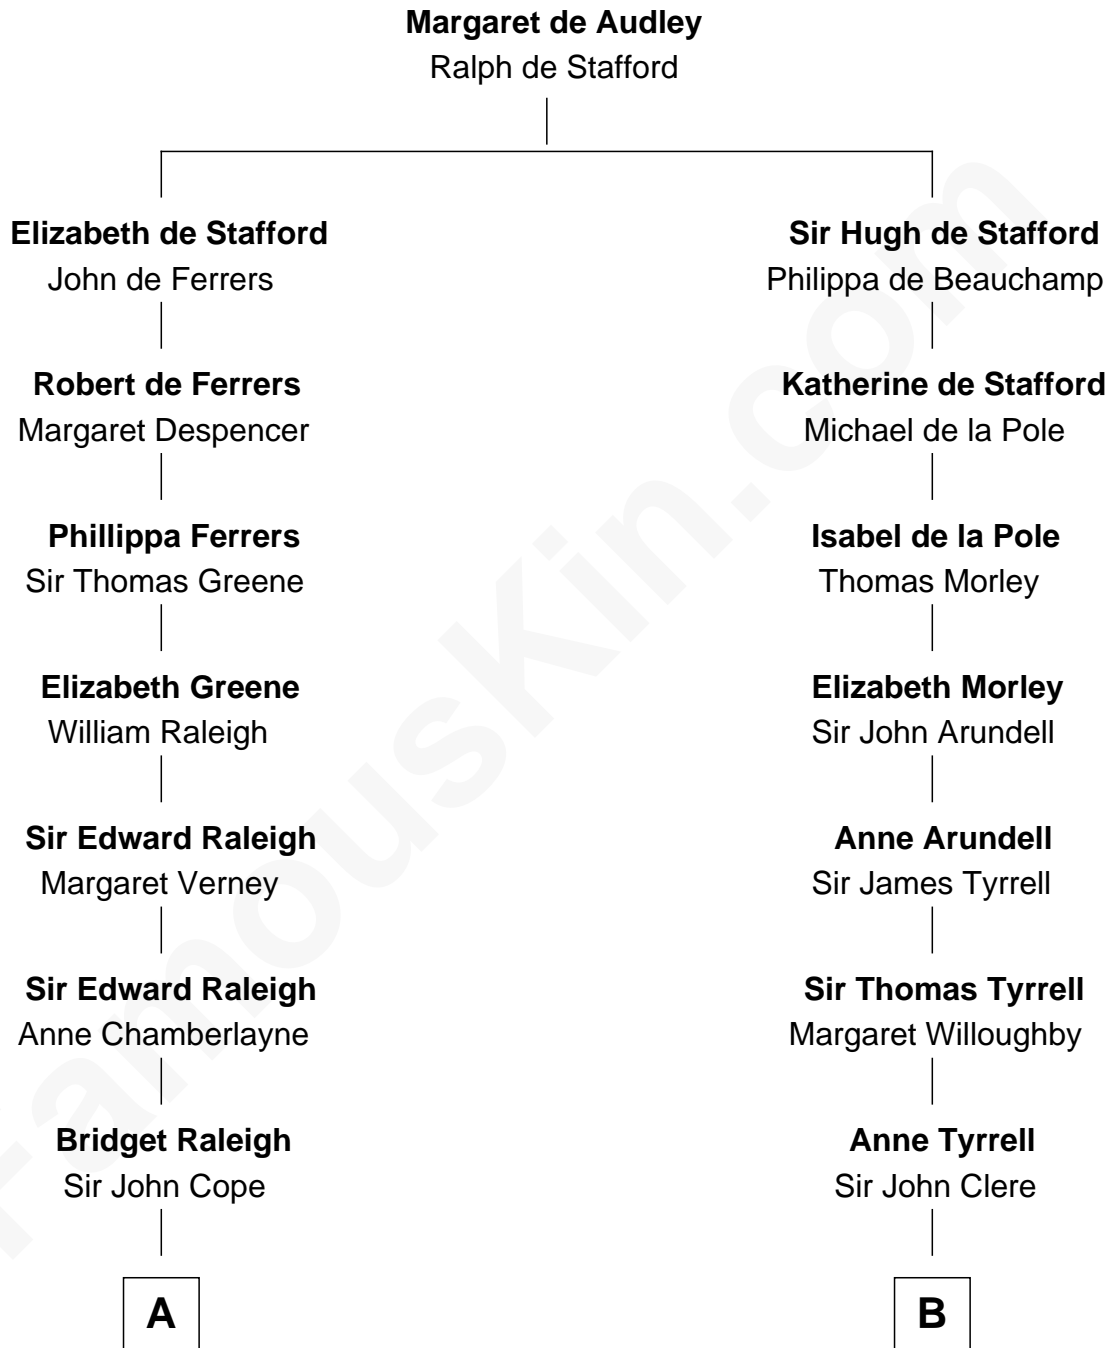 Margaret de Audley
Ralph de Stafford
Elizabeth de Stafford
John de Ferrers
Sir Hugh de Stafford
Philippa de Beauchamp
Robert de Ferrers
Margaret Despencer
Katherine de Stafford
Michael de la Pole
Phillippa Ferrers
Sir Thomas Greene
Isabel de la Pole
Thomas Morley
Elizabeth Greene
William Raleigh
Elizabeth Morley
Sir John Arundell
Sir Edward Raleigh
Margaret Verney
Anne Arundell
Sir James Tyrrell
Sir Edward Raleigh
Anne Chamberlayne
Sir Thomas Tyrrell
Margaret Willoughby
Bridget Raleigh
Sir John Cope
Anne Tyrrell
Sir John Clere
A
B
FamousKin.com